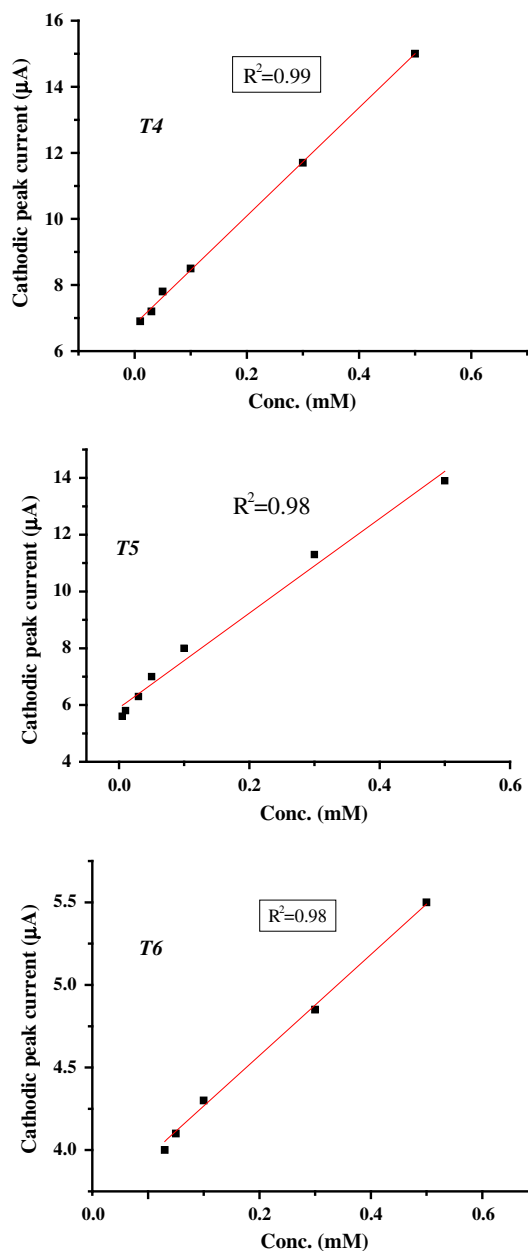 16
R²=0.99
14
T4
12
10
8
6
0.0 0.2 0.4 0.6
Conc. (mM)
Cathodic peak current (µA)
14
R²=0.98
12
T5
10
8
6
4
0.0 0.2 0.4 0.6
Conc. (mM)
Cathodic peak current (µA)
5.5
R²=0.98
T6
5.0
4.5
4.0
0.0 0.2 0.4 0.6
Conc. (mM)
Cathodic peak current (µA)